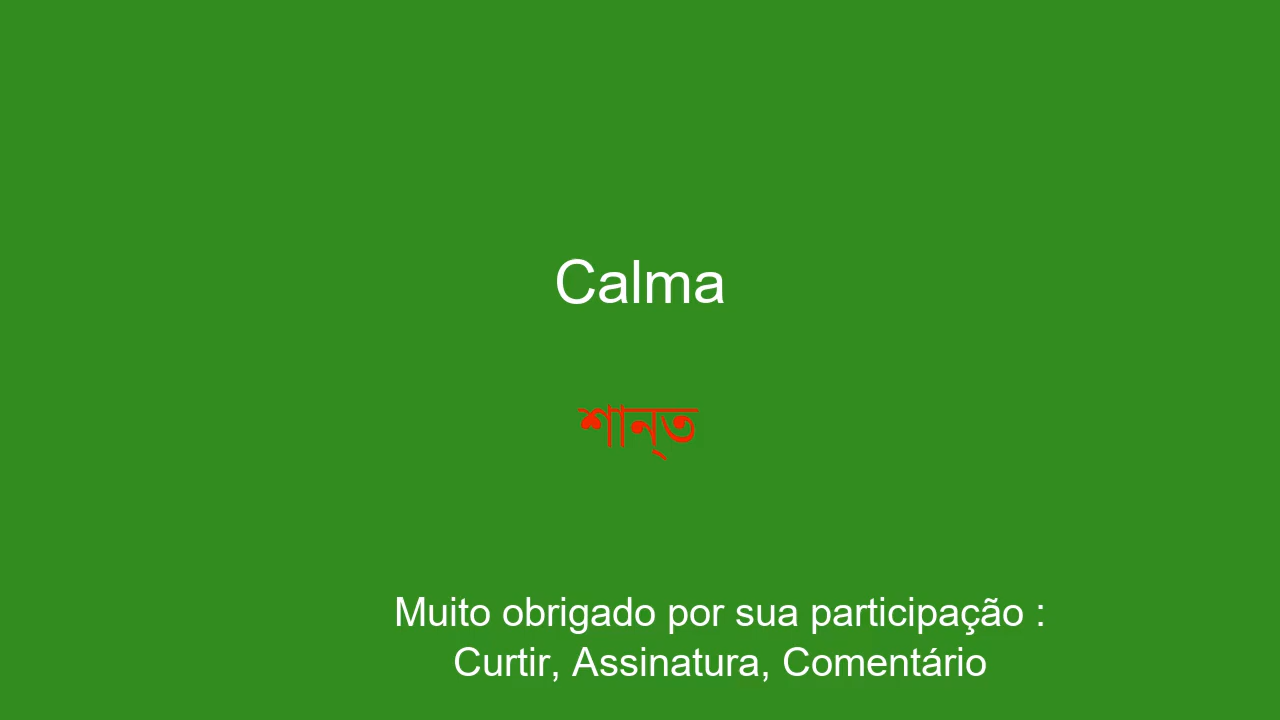 Calma
শান্‌ত
Muito obrigado por sua participação :
Curtir, Assinatura, Comentário